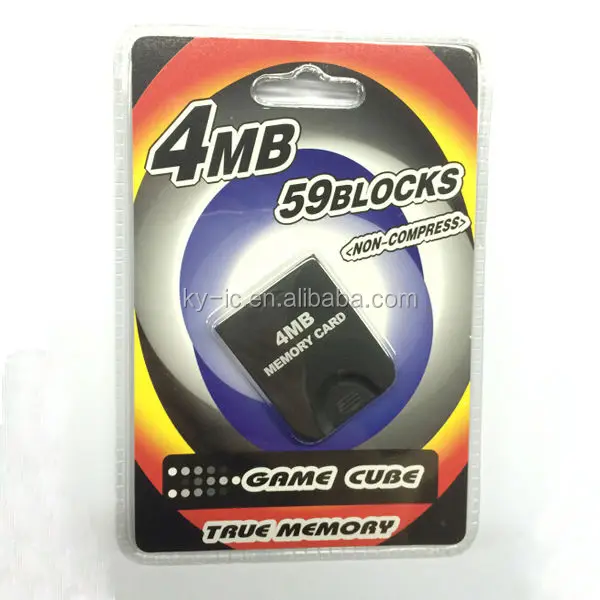 4MB
59BLOCKS
<NON-COMPRESS>
ky-ic.en.alibaba.com
4MB
MEMORY CARD
GAME CUBE
TRUE MEMORY